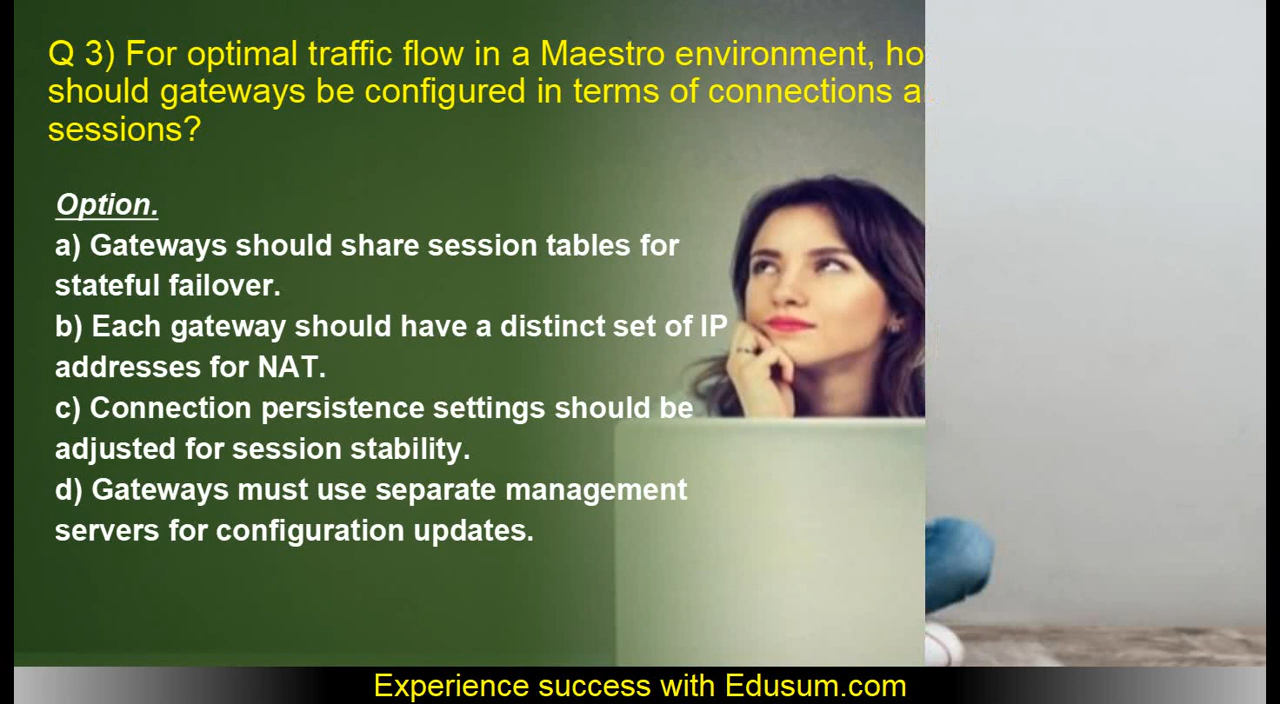 Q 3) For optimal traffic flow in a Maestro environment,
should gateways be configured in terms of connections
sessions?
Option.
a) Gateways should share session tables for
stateful failover.
b) Each gateway should have a distinct set of IP
addresses for NAT.
c) Connection persistence settings should be
adjusted for session stability.
d) Gateways must use separate management
servers for configuration updates.
Experience success with Edusum.com